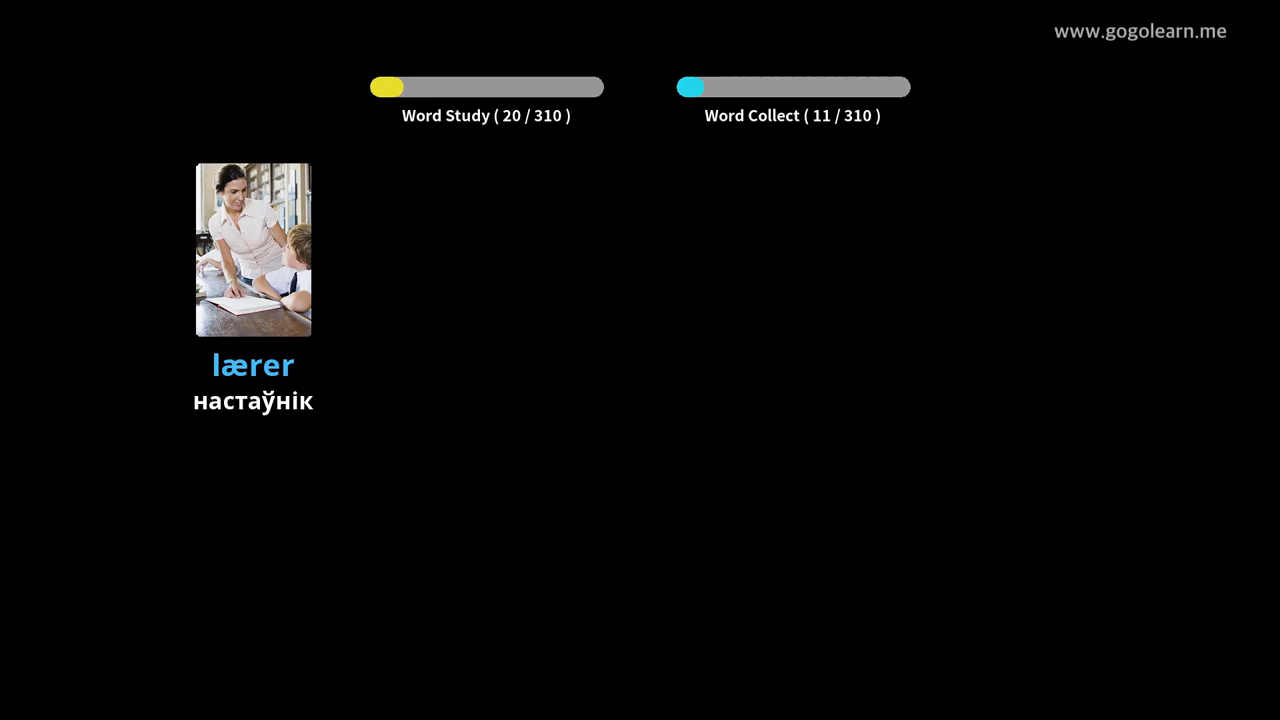 www.gogolearn.me
Word Study ( 20 / 310 )
Word Collect ( 11 / 310 )
lærer
настаўнік